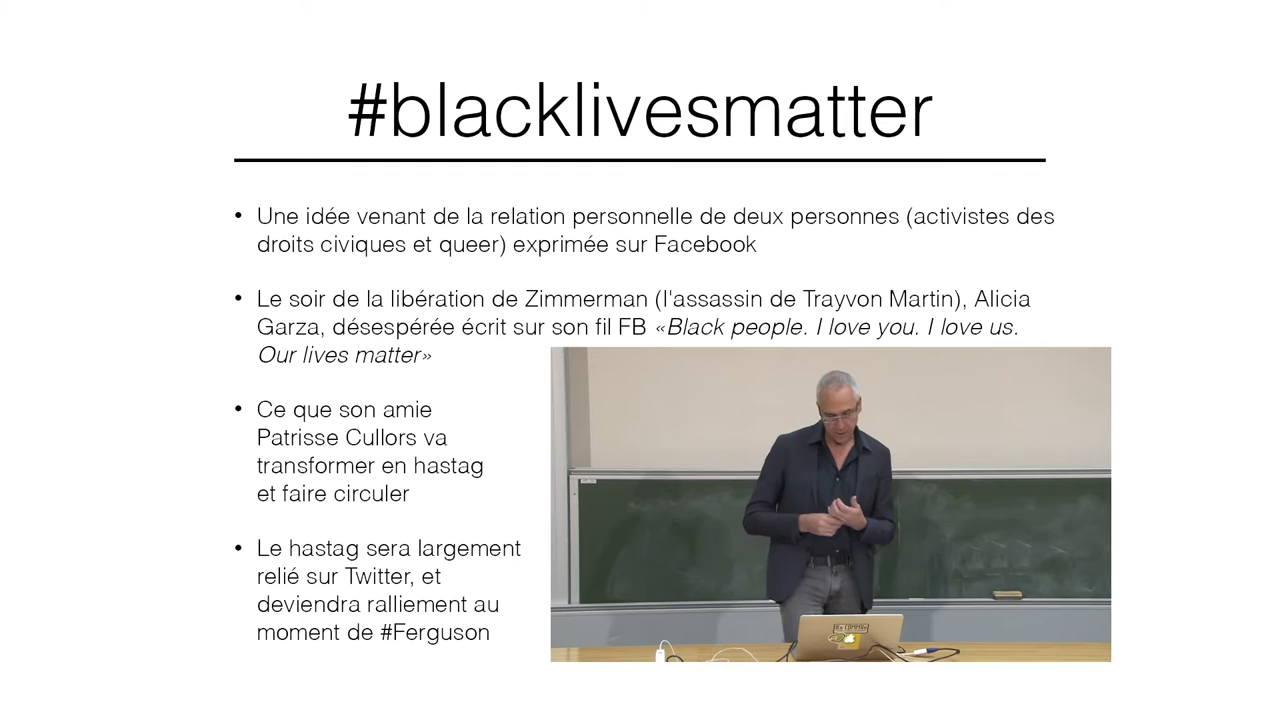 #blacklivesmatter
• Une idée venant de la relation personnelle de deux personnes (activistes des
droits civiques et queer) exprimée sur Facebook
• Le soir de la libération de Zimmerman (l'assassin de Trayvon Martin), Alicia
Garza, désespérée écrit sur son fil FB «Black people. I love you. I love us.
Our lives matter»
• Ce que son amie
Patrisse Cullors va
transformer en hastag
et faire circuler
• Le hastag sera largement
relié sur Twitter, et
deviendra ralliement au
moment de #Ferguson